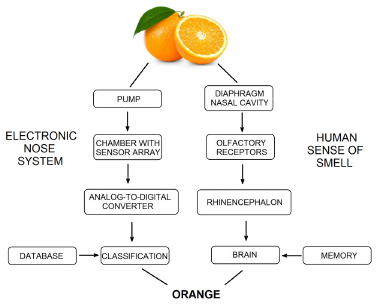 PUMP
DIAPHRAGM
NASAL CAVITY
ELECTRONIC
NOSE
SYSTEM
CHAMBER WITH
SENSOR ARRAY
OLFACTORY
RECEPTORS
HUMAN
SENSE OF
SMELL
ANALOG-TO-DIGITAL
CONVERTER
RHINENCEPHALON
DATABASE
CLASSIFICATION
BRAIN
MEMORY
ORANGE